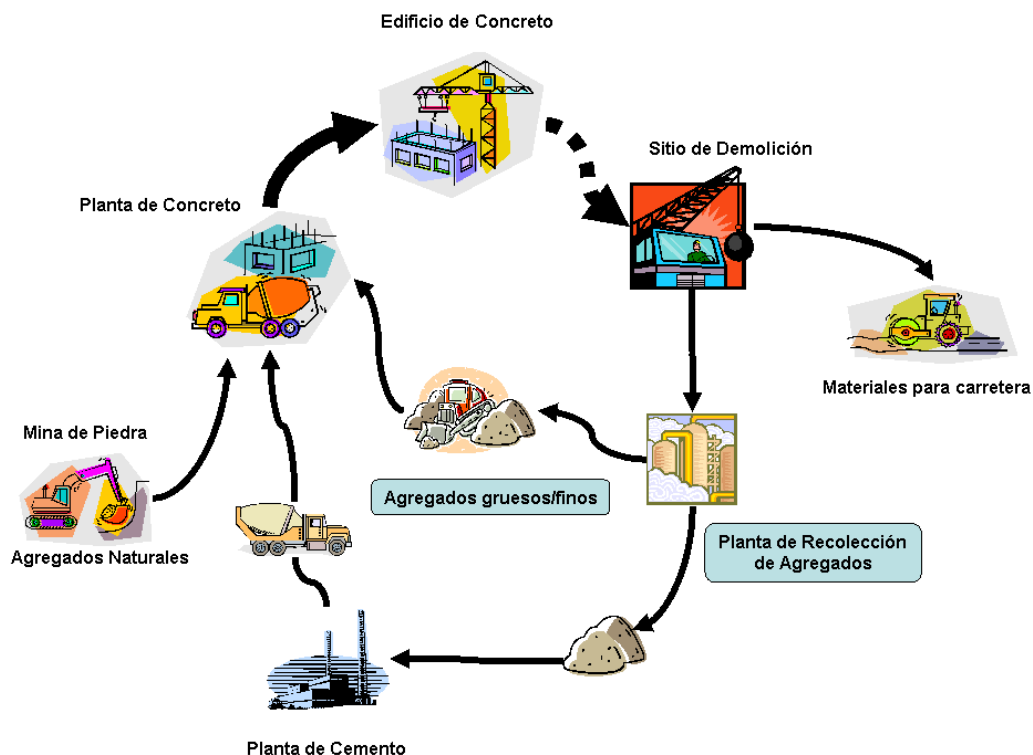 Edificio de Concreto
Sitio de Demolición
Planta de Concreto
Materiales para carretera
Mina de Piedra
Agregados gruesos/finos
Agregados Naturales
Planta de Recolección
de Agregados
Planta de Cemento